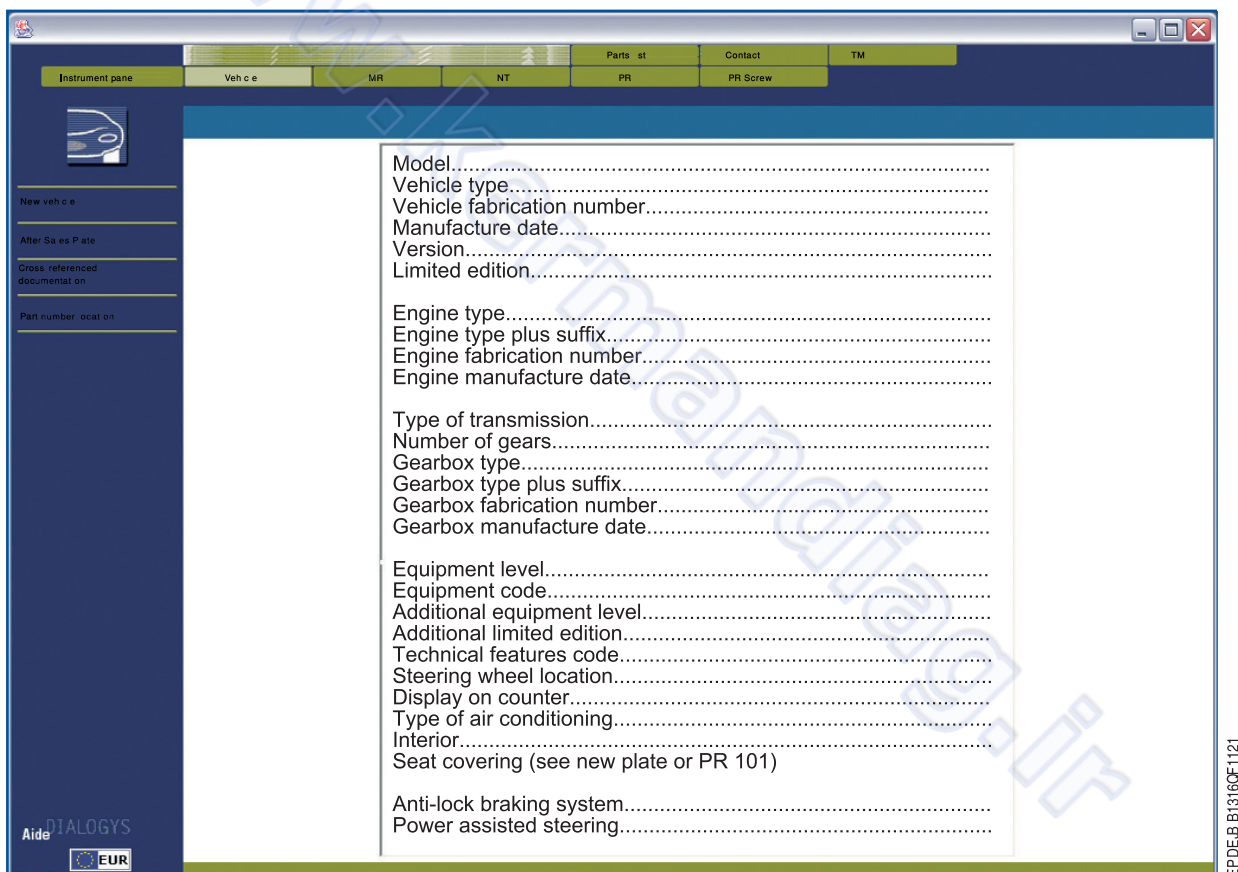 Parts st Contact TM
Instrument pane Veh c e MR NT PR PR Screw
New veh c e
After Sa es P ate
Cross referenced
documentat on
Part number ocat on
Model
Vehicle type
Vehicle fabrication number
Manufacture date
Version
Limited edition
Engine type
Engine type plus suffix
Engine fabrication number
Engine manufacture date
Type of transmission
Number of gears
Gearbox type
Gearbox type plus suffix
Gearbox fabrication number
Gearbox manufacture date
Equipment level
Equipment code
Additional equipment level
Additional limited edition
Technical features code
Steering wheel location
Display on counter
Type of air conditioning
Interior
Seat covering (see new plate or PR 101)
Anti-lock braking system
Power assisted steering
Aide DIALOGYS
EUR
w.kermandiag.ir